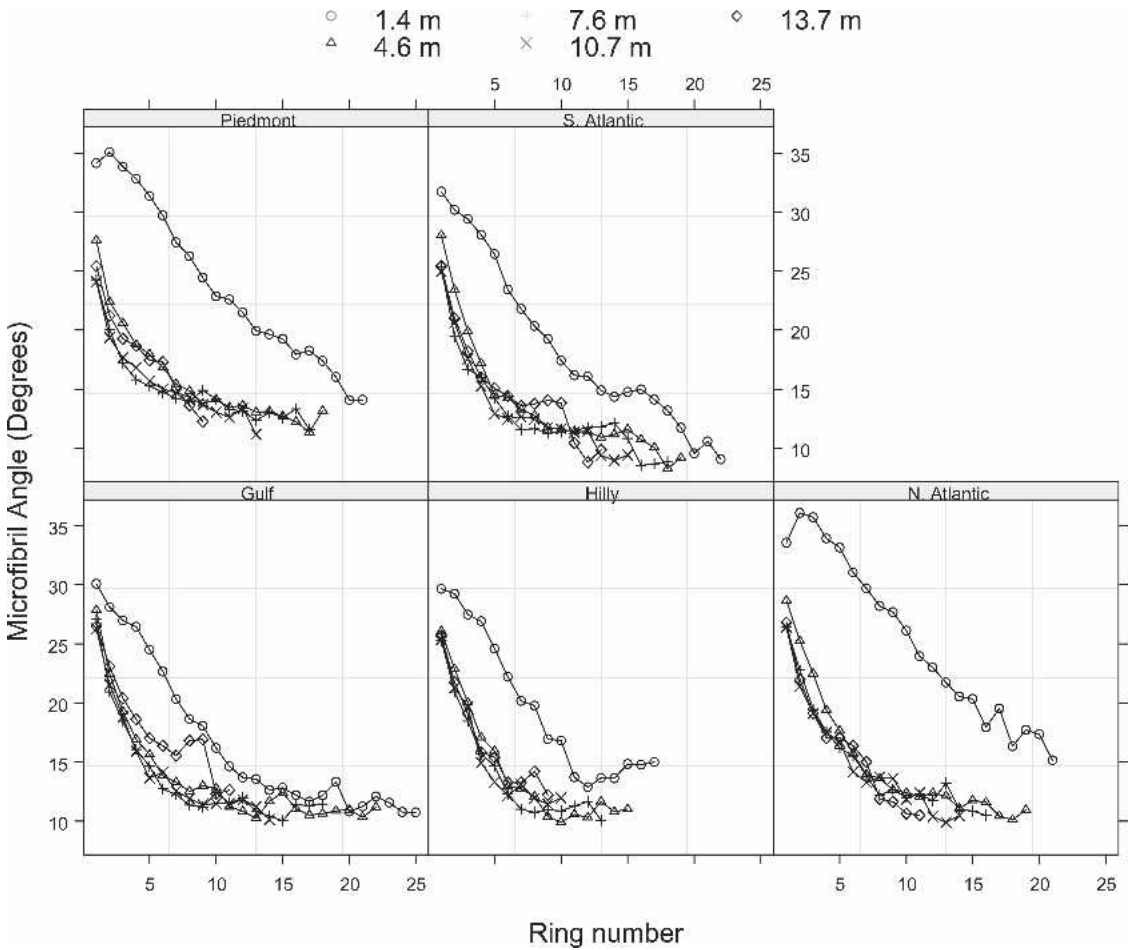 1.4 m 7.6 m 13.7 m
4.6 m 10.7 m
5 10 15 20 25
Piedmont S. Atlantic
35
30
25
20
15
10
Gulf Hilly N. Atlantic
35
30
25
20
15
10
5 10 15 20 25 5 10 15 20 25
Microfibril Angle (Degrees)
Ring number